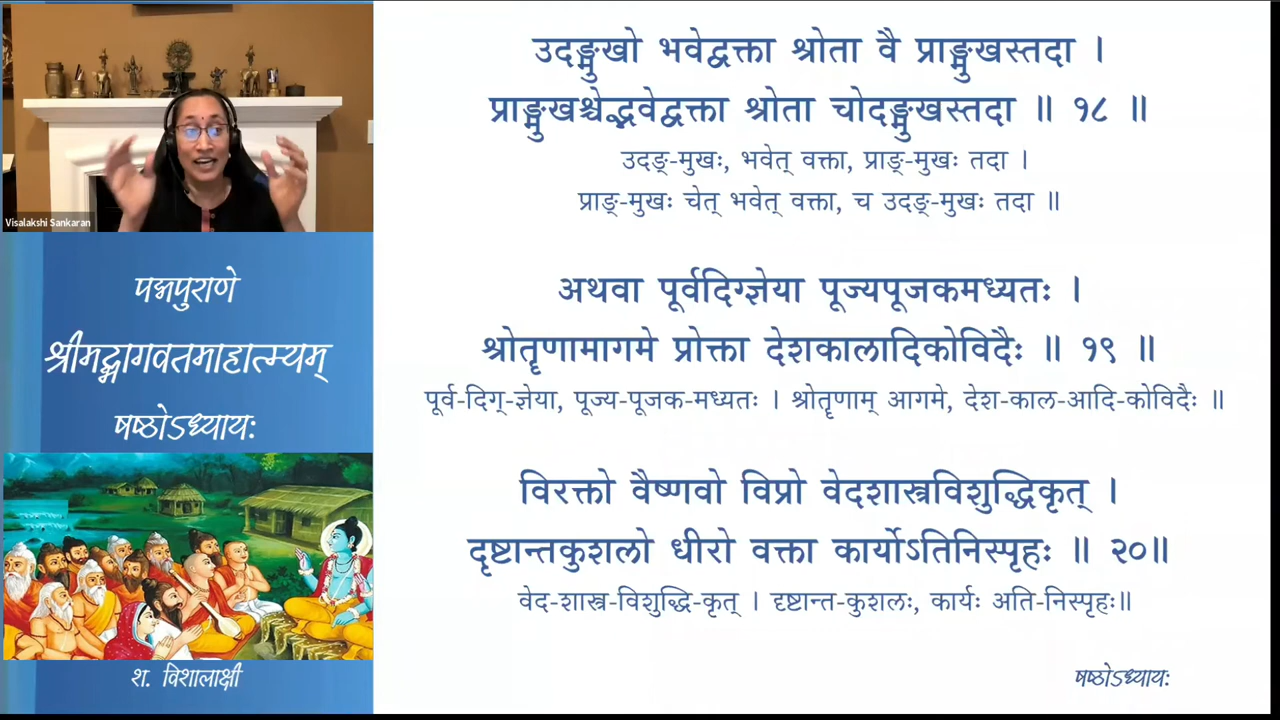 उदङ्मुखो भवेद्वक्ता श्रोता वै प्राङ्मुखस्तदा ।
प्राङ्मुखश्चेद्भवेद्वक्ता श्रोता चोदङ्मुखस्तदा ॥ १८ ॥
उदङ्-मुखः, भवेत् वक्ता, प्राङ्-मुखः तदा ।
प्राङ्-मुखः चेत् भवेत् वक्ता, च उदङ्-मुखः तदा ॥
अथवा पूर्वदिग्ज्ञेया पूज्यपूजकमध्यतः ।
श्रोतॄणामागमे प्रोक्ता देशकालादिकोविदैः ॥ १९ ॥
पूर्व-दिग्-ज्ञेया, पूज्य-पूजक-मध्यतः । श्रोतॄणाम् आगमे, देश-काल-आदि-कोविदैः ॥
विरक्तो वैष्णवो विप्रो वेदशास्त्रविशुद्धिकृत् ।
दृष्टान्तकुशलो धीरो वक्ता कार्योऽतिनिस्पृहः ॥ २०॥
वेद-शास्त्र-विशुद्धि-कृत् । दृष्टान्त-कुशलः, कार्यः अति-निस्पृहः॥
षष्ठोऽध्यायः
Visalakshi Sankaran
पद्मपुराणे
श्रीमद्भागवतमाहात्म्यम्
षष्ठोऽध्यायः
श. विशालाक्षी